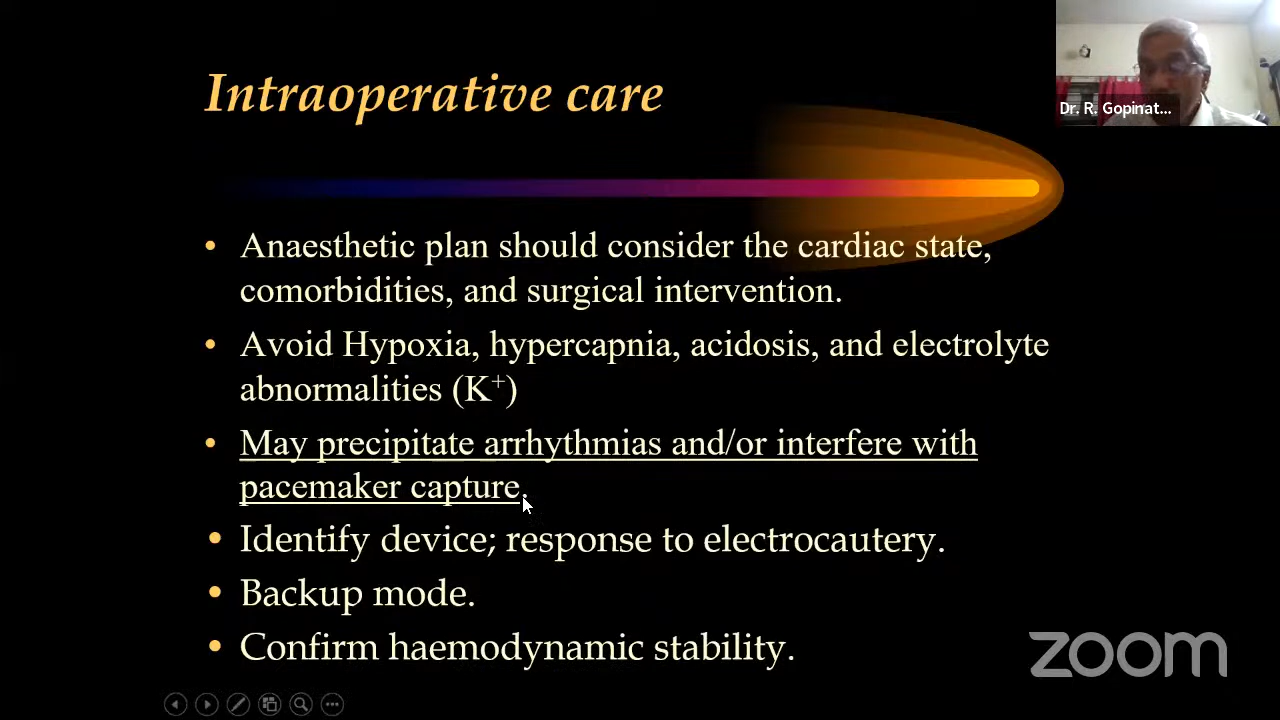 Intraoperative care
Dr. R. Gopinat...
• Anaesthetic plan should consider the cardiac state,
comorbidities, and surgical intervention.
• Avoid Hypoxia, hypercapnia, acidosis, and electrolyte
abnormalities (K⁺)
• May precipitate arrhythmias and/or interfere with
pacemaker capture.
• Identify device; response to electrocautery.
• Backup mode.
• Confirm haemodynamic stability.
zoom